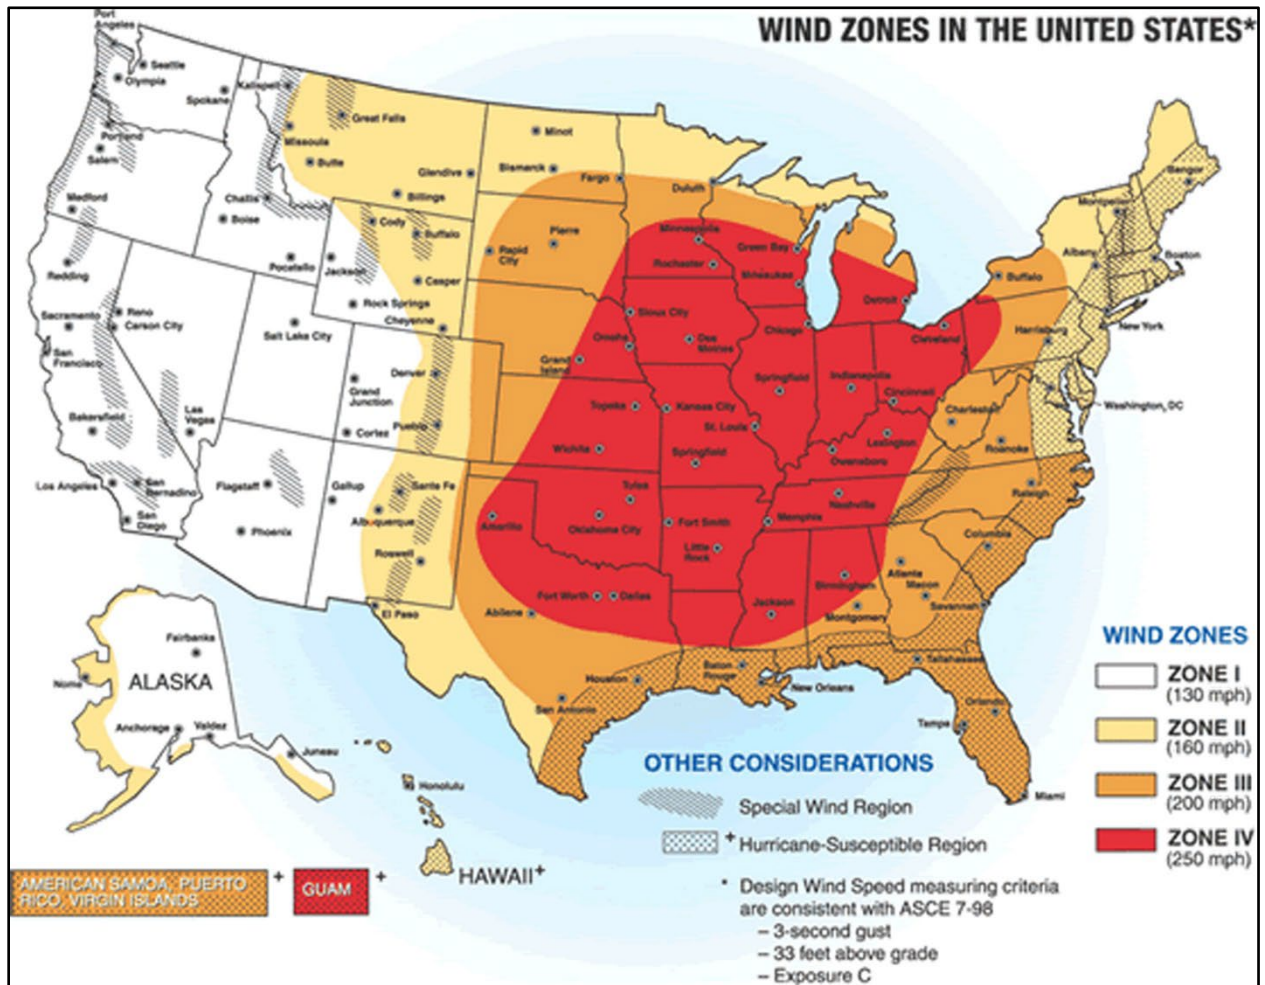 WIND ZONES IN THE UNITED STATES*
Port
Angeles
Seattle
Olympia
Spokane
Kalispell
Great Falls
Missoula
Butte
Glendive
Billings
Minot
Bismarck
Fargo
Duluth
Portland
Salem
Medford
Challis
Boise
Pocatello
Jackson
Cody
Buffalo
Casper
Rock Springs
Cheyenne
Rapid
City
Pierre
Minneapolis
Rochester
Green Bay
Milwaukee
Detroit
Buffalo
Albany
Montpelier
Bangor
Boston
New York
Harrisburg
Washington, DC
Redding
Reno
Carson City
Sacramento
San
Francisco
Salt Lake City
Bakersfield
Las
Vegas
Grand
Junction
Cortez
Denver
Pueblo
Sioux City
Omaha
Des
Moines
Grand
Island
Chicago
Cleveland
Springfield
Indianapolis
Cincinnati
Charleston
Roanoke
Topeka
Kansas City
St. Louis
Lexington
Owensboro
Wichita
Springfield
Los Angeles
San
Bernadino
San
Diego
Flagstaff
Phoenix
Gallup
Santa Fe
Albuquerque
Roswell
El Paso
Amarillo
Tulsa
Oklahoma City
Fort Smith
Little
Rock
Memphis
Nashville
Raleigh
Columbia
Atlanta
Macon
Savannah
Birmingham
Montgomery
Jackson
Fort Worth
Dallas
Abilene
Houston
San Antonio
Baton
Rouge
New Orleans
Tallahassee
Orlando
Tampa
Miami
Fairbanks
ALASKA
Nome
Anchorage
Valdez
Juneau
Honolulu
HAWAII+
AMERICAN SAMOA, PUERTO
RICO, VIRGIN ISLANDS
+
GUAM
+
OTHER CONSIDERATIONS
Special Wind Region
+ Hurricane-Susceptible Region
* Design Wind Speed measuring criteria
are consistent with ASCE 7-98
– 3-second gust
– 33 feet above grade
– Exposure C
WIND ZONES
ZONE I
(130 mph)
ZONE II
(160 mph)
ZONE III
(200 mph)
ZONE IV
(250 mph)